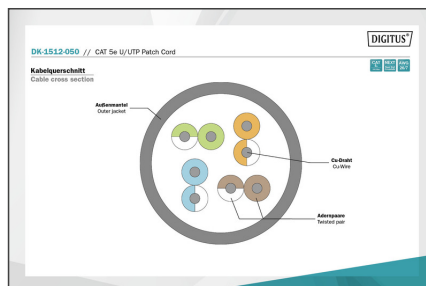 DIGITUS®
DK-1512-050 // CAT 5e U/UTP Patch Cord
Kabelquerschnitt
Cable cross section
Außenmantel
Outer jacket
Cu-Draht
Cu-Wire
Aderpaare
Twisted pair